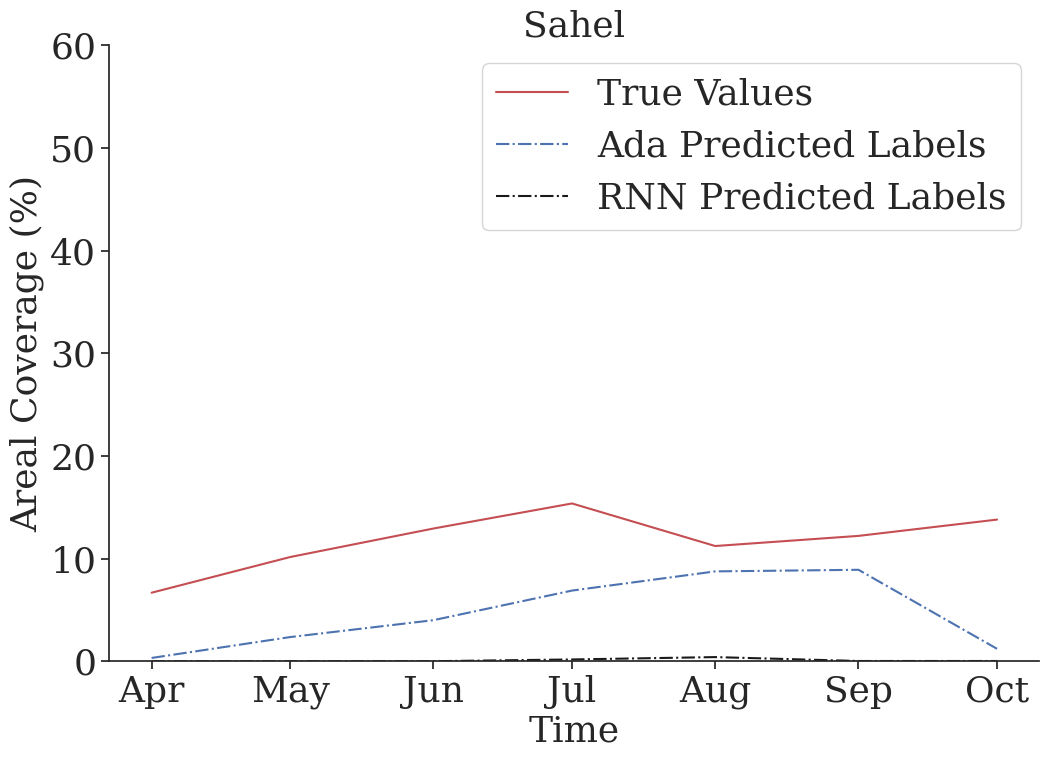 Sahel
60
50
40
30
20
10
0
Areal Coverage (%)
True Values
Ada Predicted Labels
RNN Predicted Labels
Apr May Jun Jul Aug Sep Oct
Time